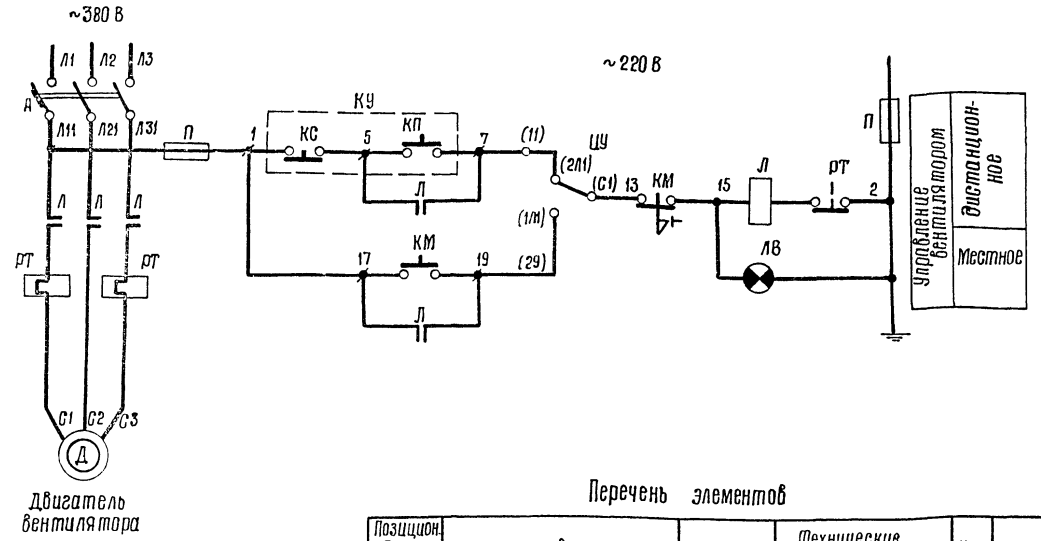 ~380 В
Л1 Л2 Л3
А
Л11 Л21 Л31
П
1
КУ
КС
5
КП
7
(11)
ЦУ
(2Л1)
(С1)
13
КМ
15
~220 В
Л
РТ
2
П
Л
(1/М)
17
КМ
19
(29)
Л
ЛВ
Л Л Л
РТ РТ
С1 С2 С3
Д
Двигатель
вентилятора
Управление
вентилятором
Дистанцион-
ное
Местное
Перечень элементов
Позицион.
Технические